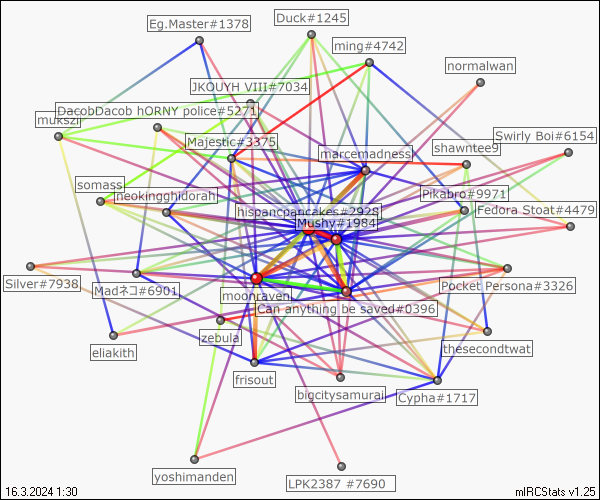 Duck#1245
Eg.Master#1378
ming#4742
normalwan
JKOUYH VIII#7034
DacobDacob hORNY police#5271
mukszi
Swirly Boi#6154
Majestic#3375
shawntee9
marcemadness
somass
neokingghidorah
Pikabro#9971
hispanicpancakes#2928
Fedora Stoat#4479
Mushy#1984
Silver#7938
Madネコ#6901
moonraven
Pocket Persona#3326
Can anything be saved#0396
zebula
eliakith
thesecondtwat
frisout
bigcitysamurai
Cypha#1717
yoshimanden
LPK2387 #7690
16.3.2024 1:30
mIRCStats v1.25